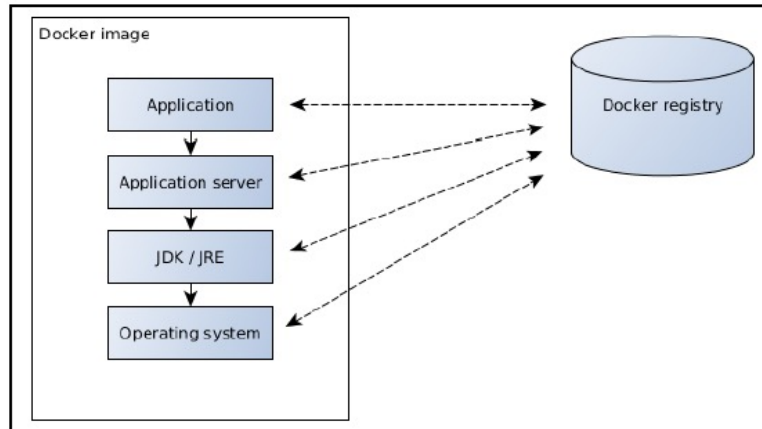 Docker image
Application
Docker registry
Application server
JDK / JRE
Operating system